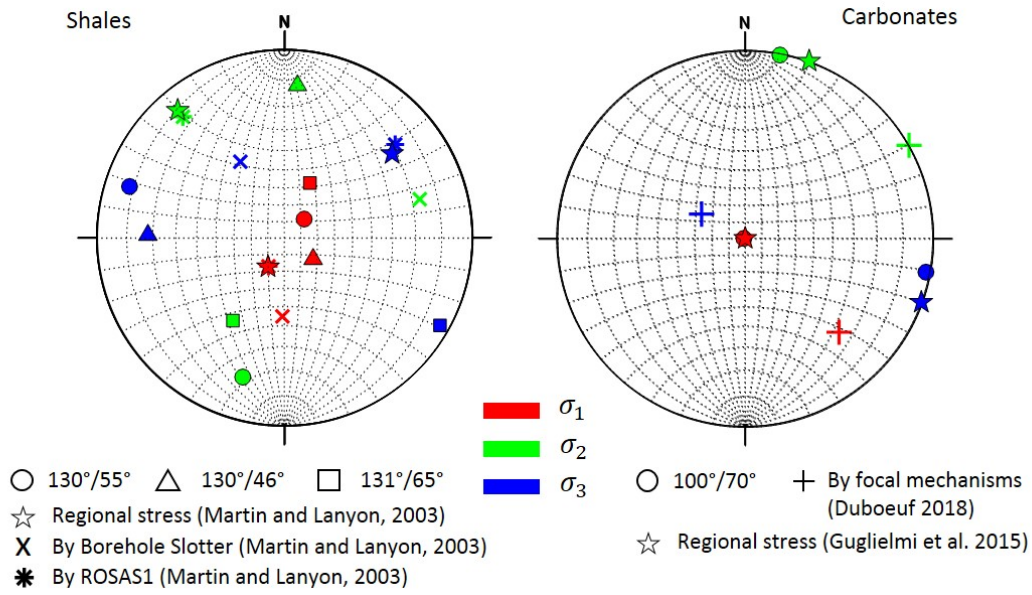 Shales
Carbonates
N
N
σ₁
σ₂
σ₃
130°/55° 130°/46° 131°/65°
Regional stress (Martin and Lanyon, 2003)
By Borehole Slotter (Martin and Lanyon, 2003)
By ROSAS1 (Martin and Lanyon, 2003)
100°/70° By focal mechanisms
(Duboeuf 2018)
Regional stress (Guglielmi et al. 2015)